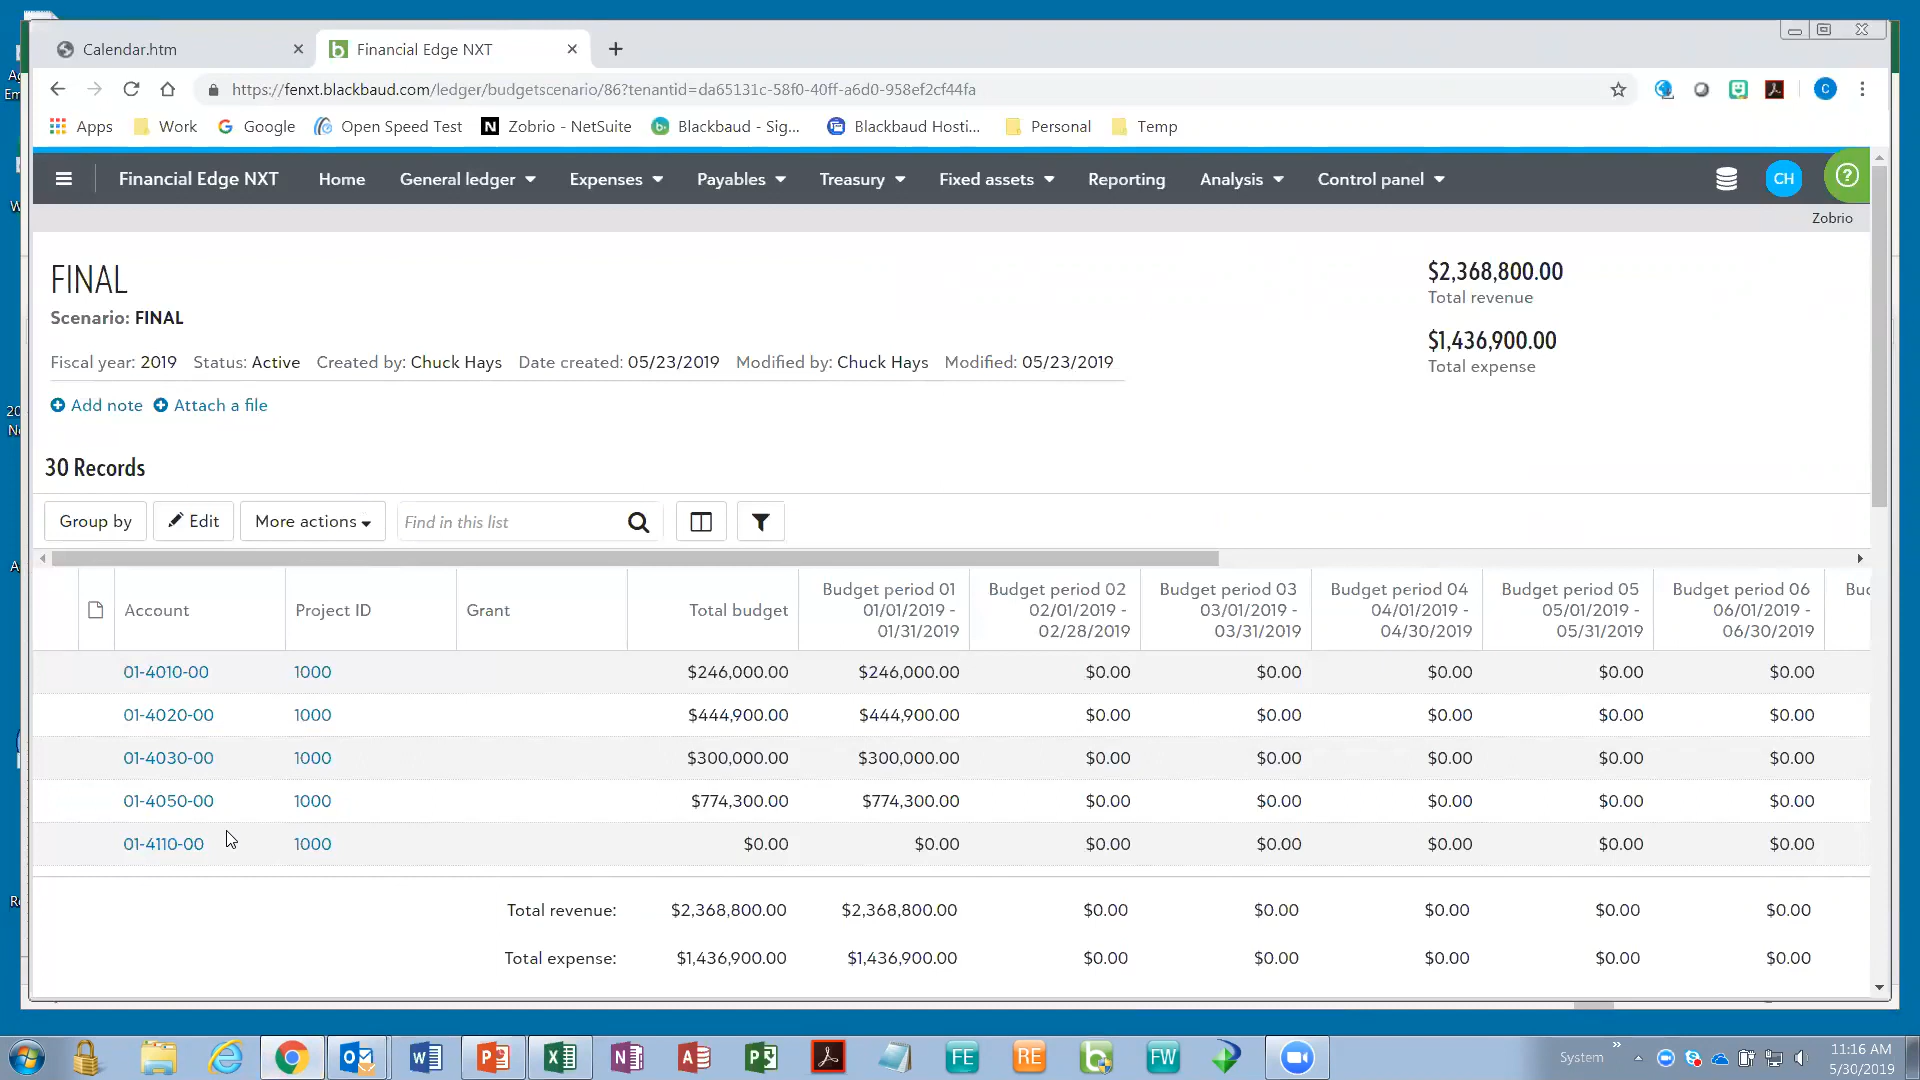 Calendar.htm
Financial Edge NXT
https://fenxt.blackbaud.com/ledger/budgetscenario/86?tenantid=da65131c-58f0-40ff-a6d0-958ef2cf44fa
C
Apps Work Google Open Speed Test Zobrio - NetSuite Blackbaud - Sig... Blackbaud Hosti... Personal Temp
Financial Edge NXT Home General ledger Expenses Payables Treasury Fixed assets Reporting Analysis Control panel CH
Zobrio
FINAL
Scenario: FINAL
Fiscal year: 2019 Status: Active Created by: Chuck Hays Date created: 05/23/2019 Modified by: Chuck Hays Modified: 05/23/2019
Add note Attach a file
$2,368,800.00
Total revenue
$1,436,900.00
Total expense
30 Records
Group by Edit More actions Find in this list
Account Project ID Grant Total budget
Budget period 01
01/01/2019 -
01/31/2019
Budget period 02
02/01/2019 -
02/28/2019
Budget period 03
03/01/2019 -
03/31/2019
Budget period 04
04/01/2019 -
04/30/2019
Budget period 05
05/01/2019 -
05/31/2019
Budget period 06
06/01/2019 -
06/30/2019
01-4010-00 1000 $246,000.00 $246,000.00 $0.00 $0.00 $0.00 $0.00 $0.00
01-4020-00 1000 $444,900.00 $444,900.00 $0.00 $0.00 $0.00 $0.00 $0.00
01-4030-00 1000 $300,000.00 $300,000.00 $0.00 $0.00 $0.00 $0.00 $0.00
01-4050-00 1000 $774,300.00 $774,300.00 $0.00 $0.00 $0.00 $0.00 $0.00
01-4110-00 1000 $0.00 $0.00 $0.00 $0.00 $0.00 $0.00 $0.00
Total revenue: $2,368,800.00 $2,368,800.00 $0.00 $0.00 $0.00 $0.00 $0.00
Total expense: $1,436,900.00 $1,436,900.00 $0.00 $0.00 $0.00 $0.00 $0.00
FE RE FW
System
11:16 AM
5/30/2019